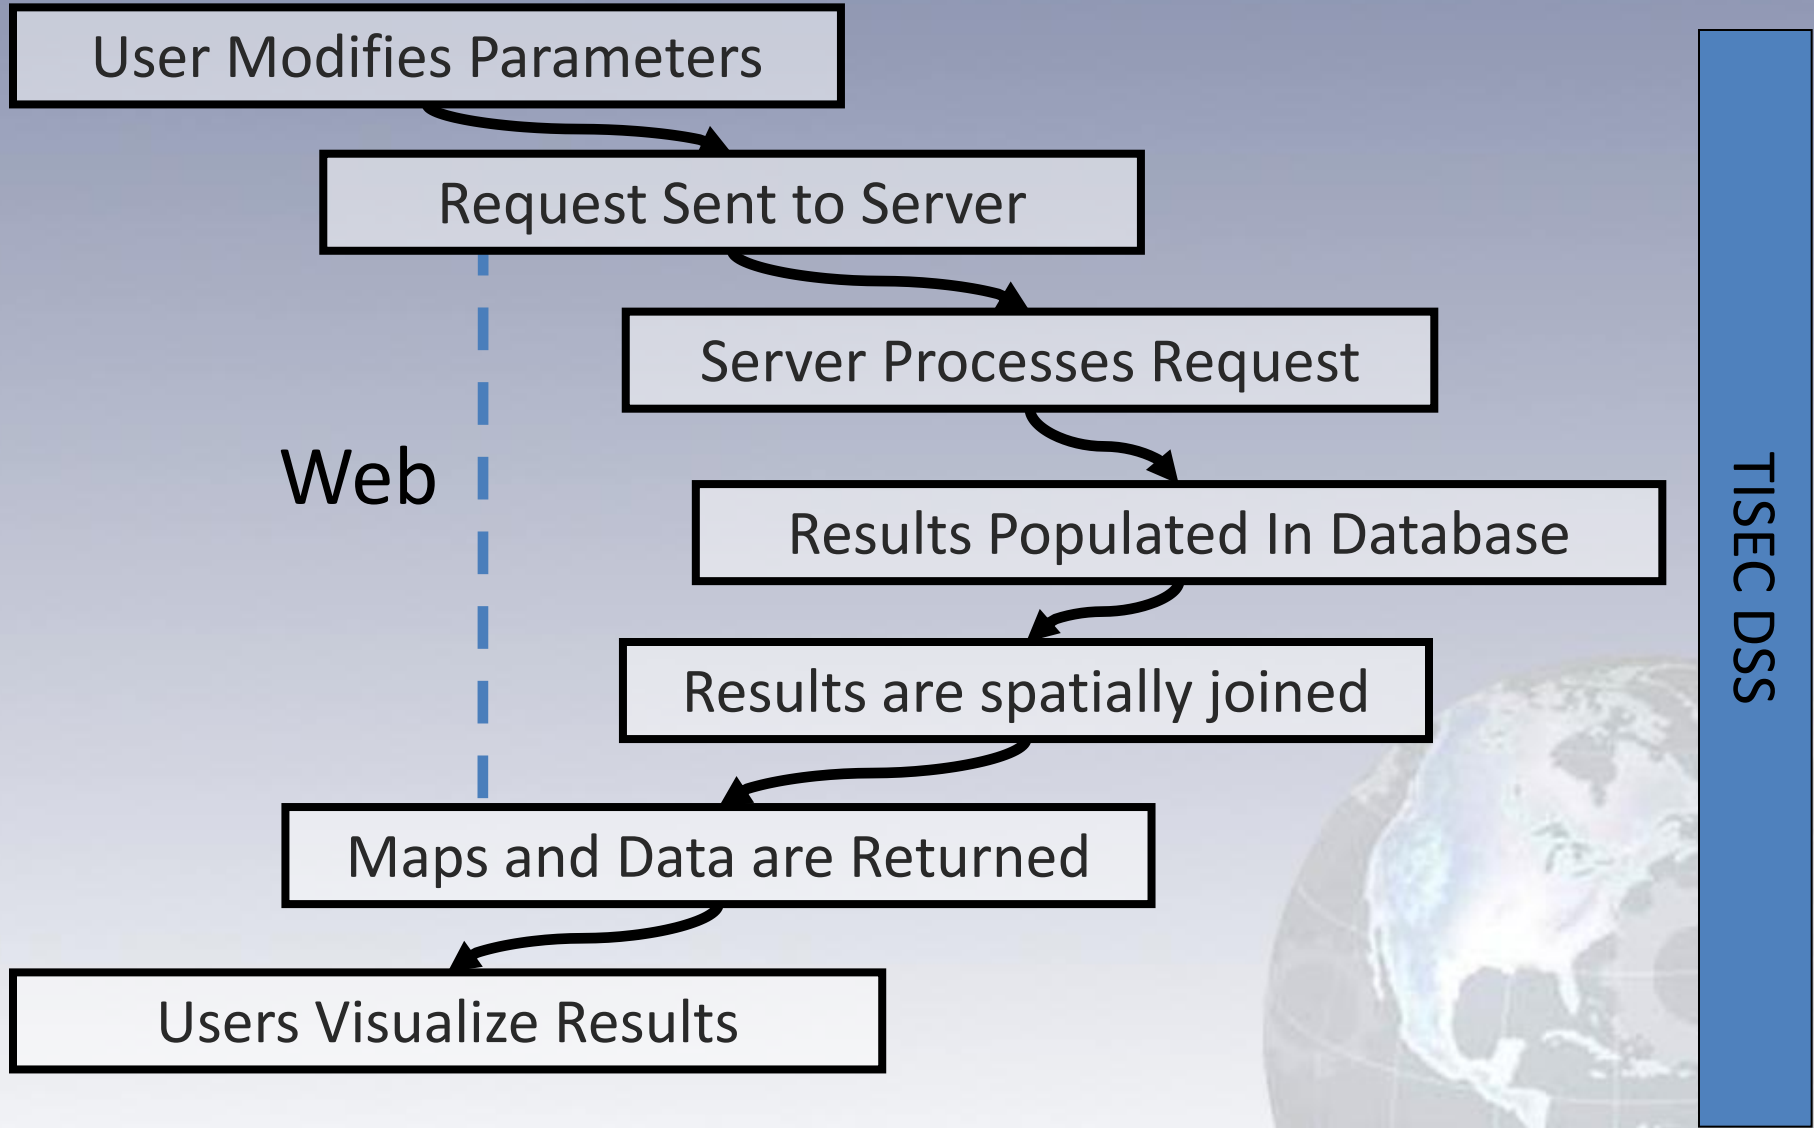 User Modifies Parameters
Request Sent to Server
Server Processes Request
Web
Results Populated In Database
Results are spatially joined
Maps and Data are Returned
Users Visualize Results
TISEC DSS